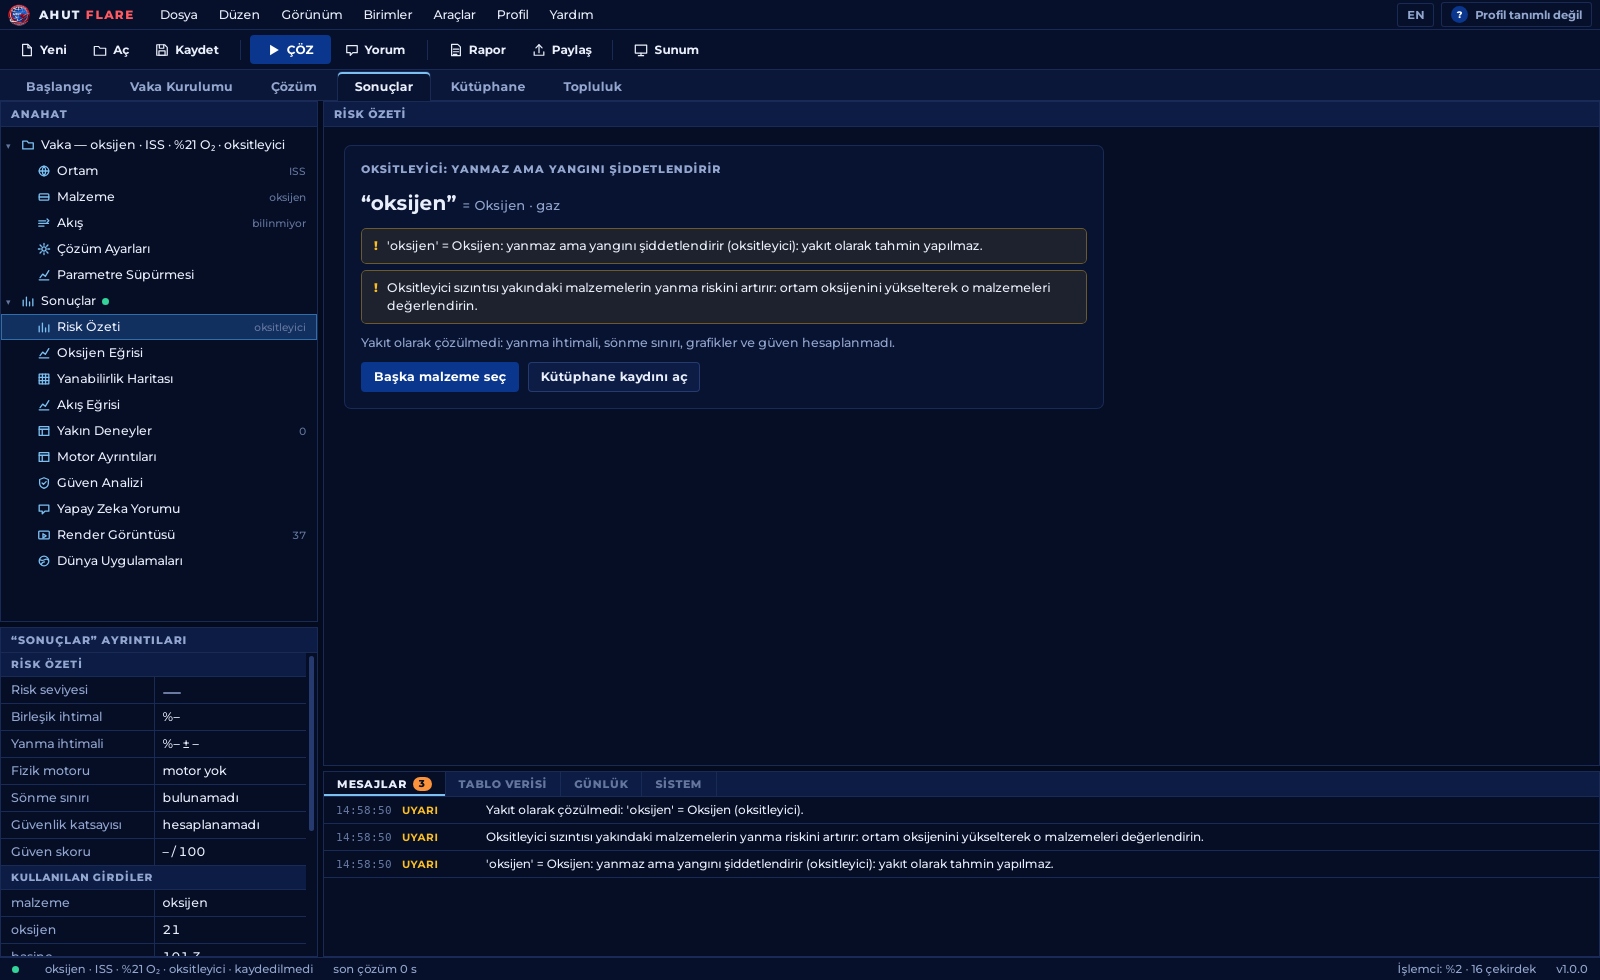 AHUT FLARE
Dosya Düzen Görünüm Birimler Araçlar Profil Yardım
EN
? Profil tanımlı değil
Yeni Aç Kaydet ÇÖZ Yorum Rapor Paylaş Sunum
Başlangıç Vaka Kurulumu Çözüm Sonuçlar Kütüphane Topluluk
ANAHAT
Vaka — oksijen · ISS · %21 O₂ · oksitleyici
Ortam ISS
Malzeme oksijen
Akış bilinmiyor
Çözüm Ayarları
Parametre Süpürmesi
Sonuçlar
Risk Özeti oksitleyici
Oksijen Eğrisi
Yanabilirlik Haritası
Akış Eğrisi
Yakın Deneyler 0
Motor Ayrıntıları
Güven Analizi
Yapay Zeka Yorumu
Render Görüntüsü 37
Dünya Uygulamaları
“SONUÇLAR” AYRINTILARI
RİSK ÖZETİ
Risk seviyesi —
Birleşik ihtimal %–
Yanma ihtimali %– ± –
Fizik motoru motor yok
Sönme sınırı bulunamadı
Güvenlik katsayısı hesaplanamadı
Güven skoru – / 100
KULLANILAN GİRDİLER
malzeme oksijen
oksijen 21
RİSK ÖZETİ
OKSİTLEYİCİ: YANMAZ AMA YANGINI ŞİDDETLENDİRİR
“oksijen” = Oksijen · gaz
! 'oksijen' = Oksijen: yanmaz ama yangını şiddetlendirir (oksitleyici): yakıt olarak tahmin yapılmaz.
! Oksitleyici sızıntısı yakındaki malzemelerin yanma riskini artırır: ortam oksijenini yükselterek o malzemeleri
değerlendirin.
Yakıt olarak çözülmedi: yanma ihtimali, sönme sınırı, grafikler ve güven hesaplanmadı.
Başka malzeme seç Kütüphane kaydını aç
MESAJLAR 3 TABLO VERİSİ GÜNLÜK SİSTEM
14:58:50 UYARI Yakıt olarak çözülmedi: 'oksijen' = Oksijen (oksitleyici).
14:58:50 UYARI Oksitleyici sızıntısı yakındaki malzemelerin yanma riskini artırır: ortam oksijenini yükselterek o malzemeleri değerlendirin.
14:58:50 UYARI 'oksijen' = Oksijen: yanmaz ama yangını şiddetlendirir (oksitleyici): yakıt olarak tahmin yapılmaz.
oksijen · ISS · %21 O₂ · oksitleyici · kaydedilmedi son çözüm 0 s
İşlemci: %2 · 16 çekirdek v1.0.0